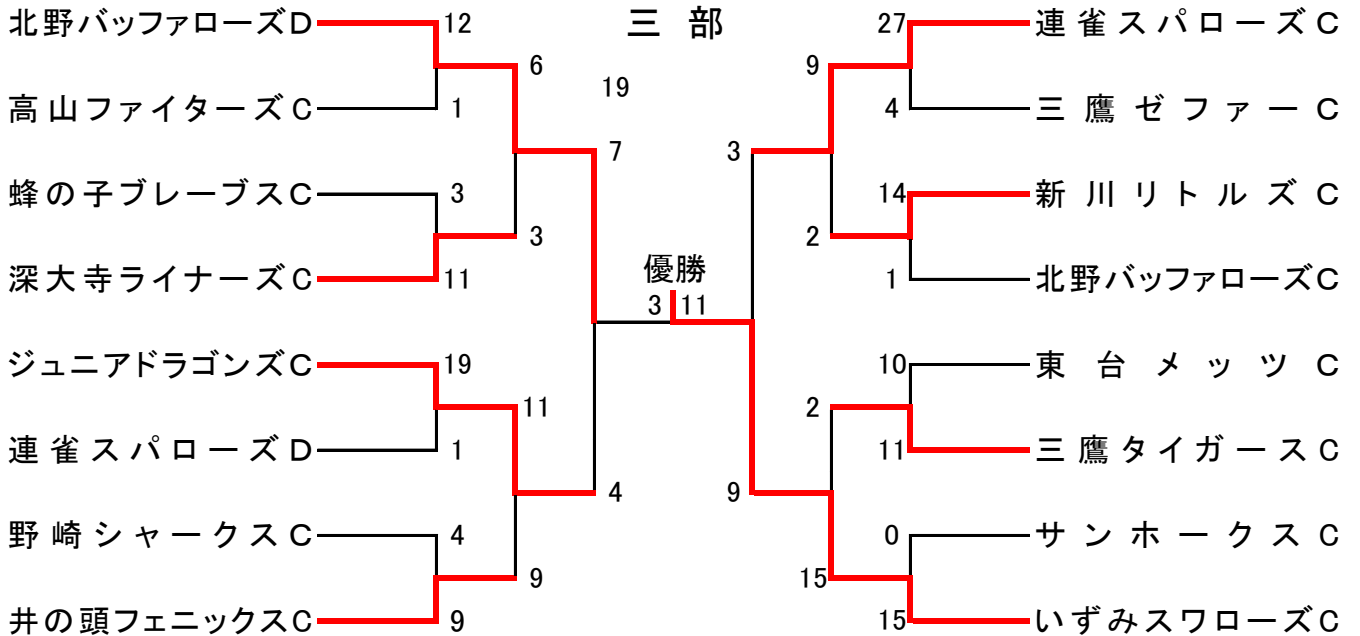 北野バッファローズD 12 三部 27 連雀スパローズC
6 9
19
高山ファイターズC 1 4 三鷹ゼファーC
7 3
蜂の子ブレーブスC 3 14 新川リトルズC
3 2
深大寺ライナーズC 11 優勝 1 北野バッファローズC
3 11
ジュニアドラゴンズC 19 10 東台メッツC
11 2
連雀スパローズD 1 11 三鷹タイガースC
4 9
野崎シャークスC 4 0 サンホークスC
9 15
井の頭フェニックスC 9 15 いずみスワローズC